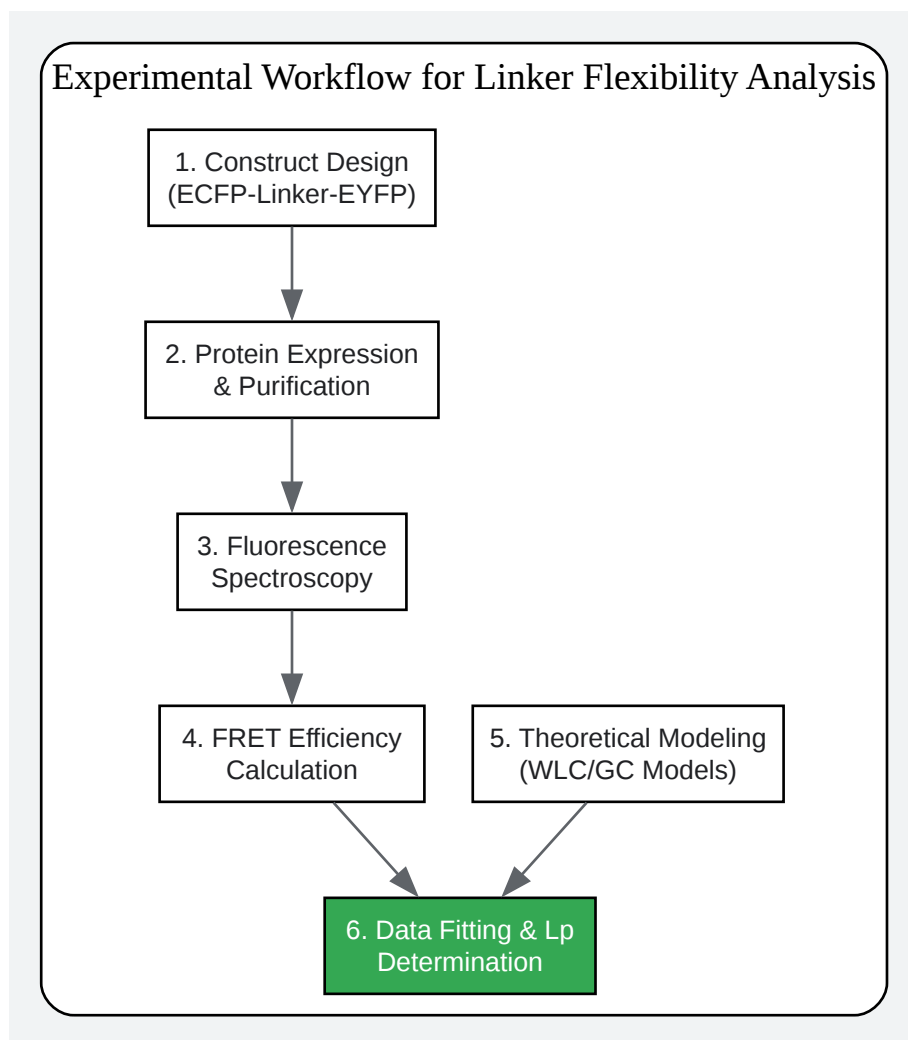 Experimental Workflow for Linker Flexibility Analysis
1. Construct Design
(ECFP-Linker-EYFP)
2. Protein Expression
& Purification
3. Fluorescence
Spectroscopy
4. FRET Efficiency
Calculation
5. Theoretical Modeling
(WLC/GC Models)
6. Data Fitting & Lp
Determination